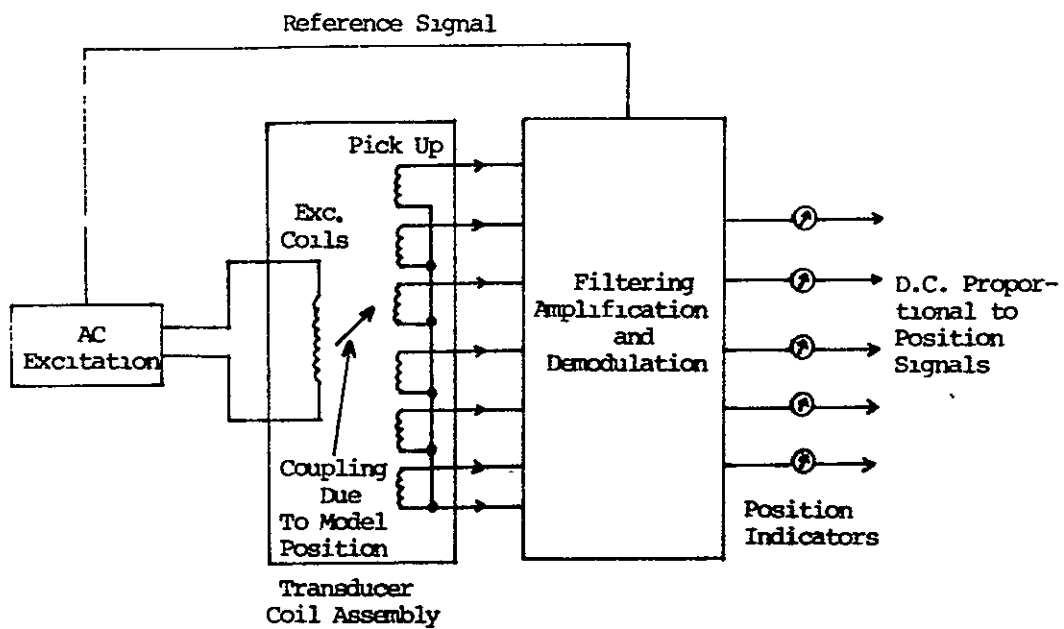 Reference Signal
Pick Up
Exc.
Coils
AC
Excitation
Filtering
Amplification
and
Demodulation
D.C. Propor-
tional to
Position
Signals
Coupling
Due
To Model
Position
Position
Indicators
Transducer
Coil Assembly